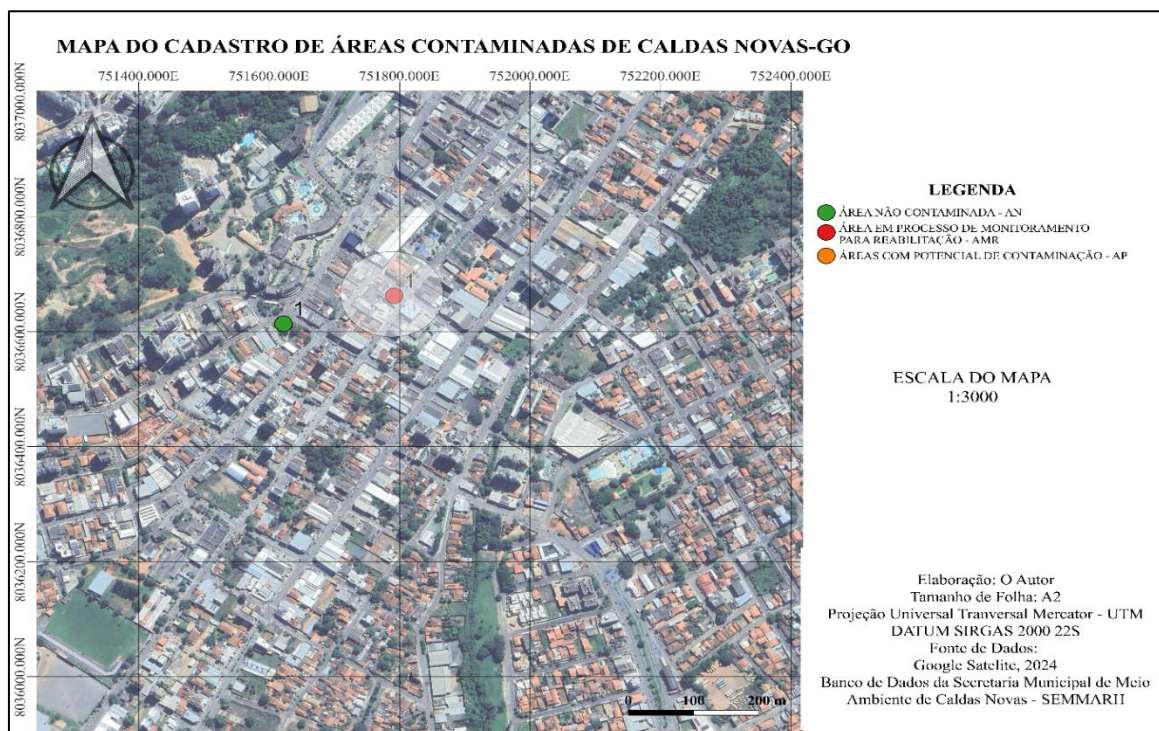 MAPA DO CADASTRO DE ÁREAS CONTAMINADAS DE CALDAS NOVAS-GO
751400.000E 751600.000E 751800.000E 752000.000E 752200.000E 752400.000E
8037000.000N
8036800.000N
8036600.000N
8036400.000N
8036200.000N
8036000.000N
1
1
LEGENDA
ÁREA NÃO CONTAMINADA - AN
ÁREA EM PROCESSO DE MONITORAMENTO
PARA REABILITAÇÃO - AMR
ÁREAS COM POTENCIAL DE CONTAMINAÇÃO - AP
ESCALA DO MAPA
1:3000
Elaboração: O Autor
Tamanho de Folha: A2
Projeção Universal Tranversal Mercator - UTM
DATUM SIRGAS 2000 22S
Fonte de Dados:
Google Satelite, 2024
Banco de Dados da Secretaria Municipal de Meio
Ambiente de Caldas Novas - SEMMARH
0 100 200 m